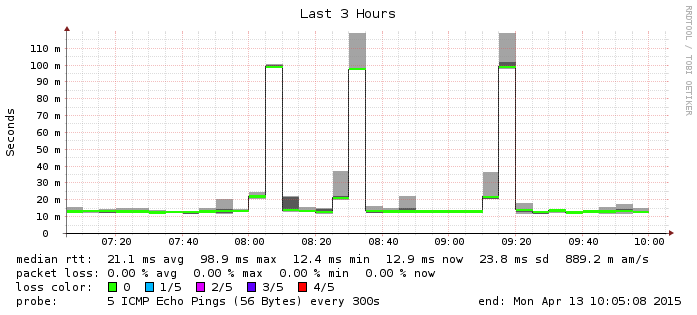 Last 3 Hours
RRDTOOL / TOBI OETIKER
Seconds
110 m
100 m
90 m
80 m
70 m
60 m
50 m
40 m
30 m
20 m
10 m
0
07:20 07:40 08:00 08:20 08:40 09:00 09:20 09:40 10:00
median rtt: 21.1 ms avg 98.9 ms max 12.4 ms min 12.9 ms now 23.8 ms sd 889.2 m am/s
packet loss: 0.00 % avg 0.00 % max 0.00 % min 0.00 % now
loss color: 0 1/5 2/5 3/5 4/5
probe: 5 ICMP Echo Pings (56 Bytes) every 300s end: Mon Apr 13 10:05:08 2015